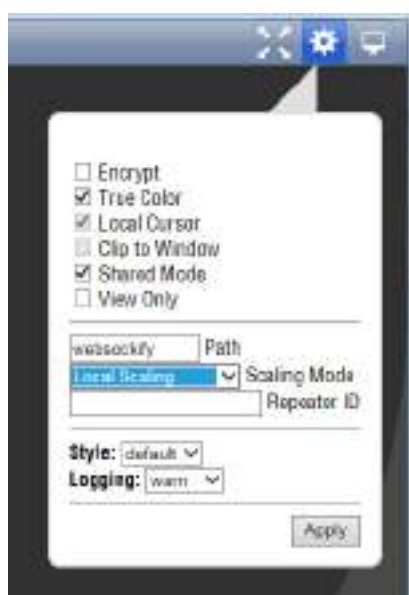 Encrypt
True Color
Local Cursor
Clip to Window
Shared Mode
View Only
websockify Path
Local Scaling Scaling Mode
Repeater ID
Style: default
Logging: warn
Apply